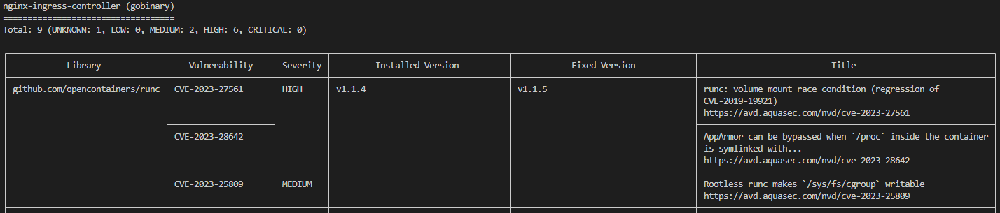 nginx-ingress-controller (gobinary)
===================================
Total: 9 (UNKNOWN: 1, LOW: 0, MEDIUM: 2, HIGH: 6, CRITICAL: 0)
Library Vulnerability Severity Installed Version Fixed Version Title
github.com/opencontainers/runc CVE-2023-27561 HIGH v1.1.4 v1.1.5 runc: volume mount race condition (regression of
CVE-2019-19921)
https://avd.aquasec.com/nvd/cve-2023-27561
CVE-2023-28642 AppArmor can be bypassed when `/proc` inside the container
is symlinked with...
https://avd.aquasec.com/nvd/cve-2023-28642
CVE-2023-25809 MEDIUM Rootless runc makes `/sys/fs/cgroup` writable
https://avd.aquasec.com/nvd/cve-2023-25809